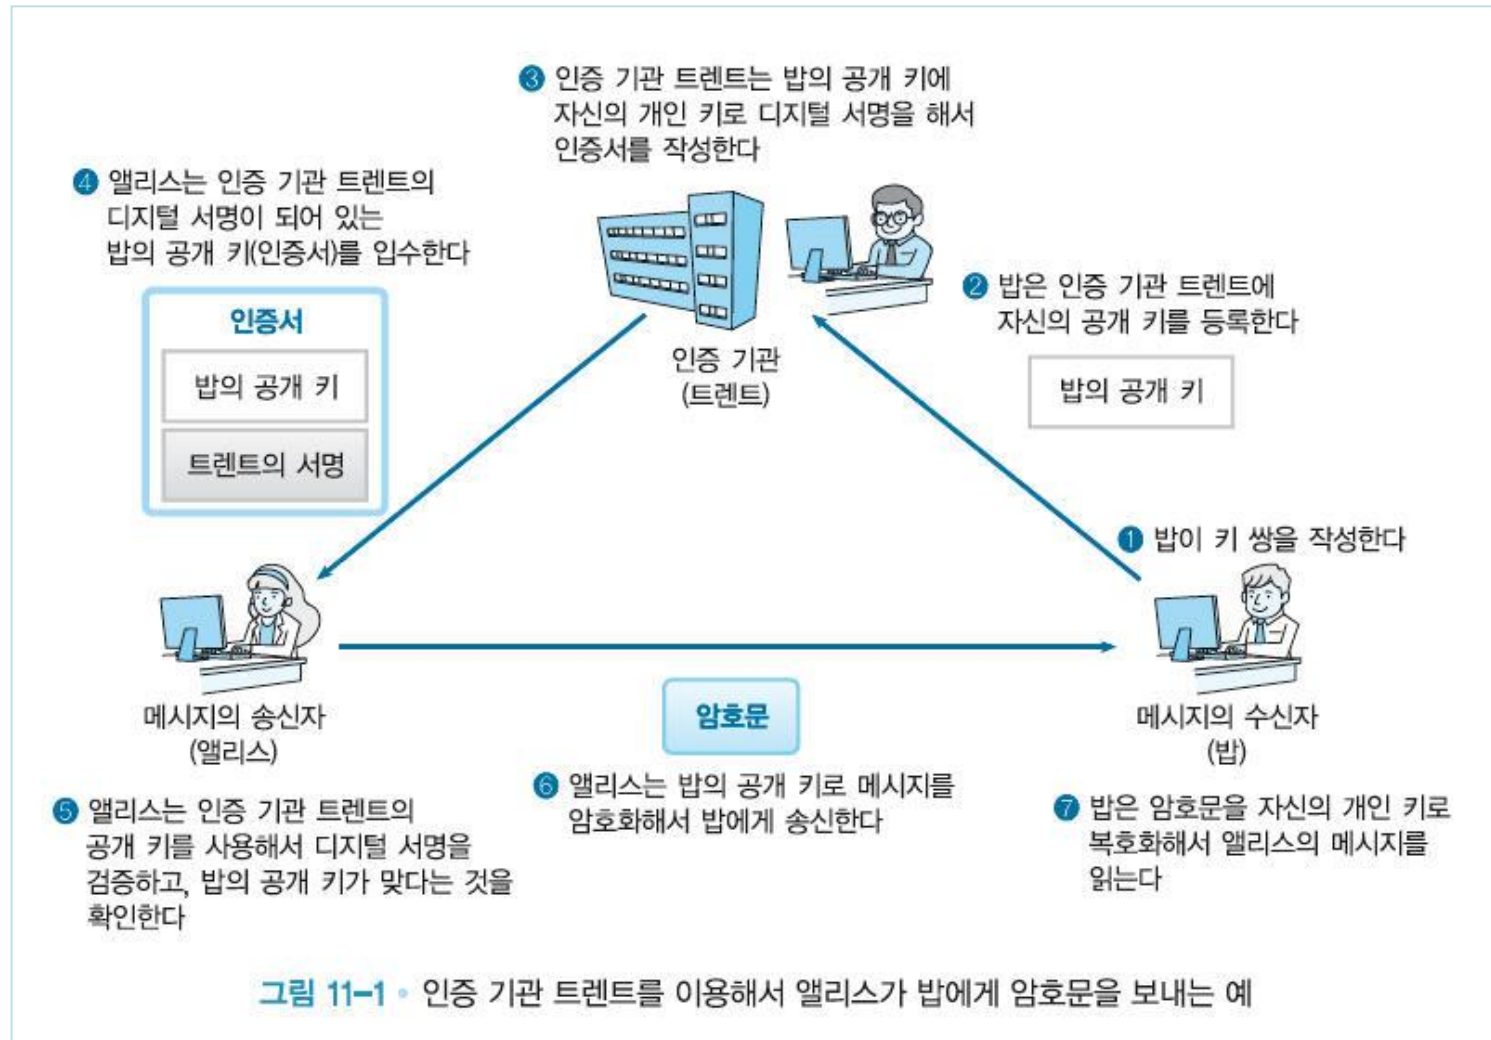 ❸ 인증 기관 트렌트는 밥의 공개 키에
자신의 개인 키로 디지털 서명을 해서
인증서를 작성한다
❹ 앨리스는 인증 기관 트렌트의
디지털 서명이 되어 있는
밥의 공개 키(인증서)를 입수한다
인증서
밥의 공개 키
트렌트의 서명
인증 기관
(트렌트)
❷ 밥은 인증 기관 트렌트에
자신의 공개 키를 등록한다
밥의 공개 키
❶ 밥이 키 쌍을 작성한다
메시지의 송신자
(앨리스)
암호문
메시지의 수신자
(밥)
❺ 앨리스는 인증 기관 트렌트의
공개 키를 사용해서 디지털 서명을
검증하고, 밥의 공개 키가 맞다는 것을
확인한다
❻ 앨리스는 밥의 공개 키로 메시지를
암호화해서 밥에게 송신한다
❼ 밥은 암호문을 자신의 개인 키로
복호화해서 앨리스의 메시지를
읽는다
그림 11-1 • 인증 기관 트렌트를 이용해서 앨리스가 밥에게 암호문을 보내는 예